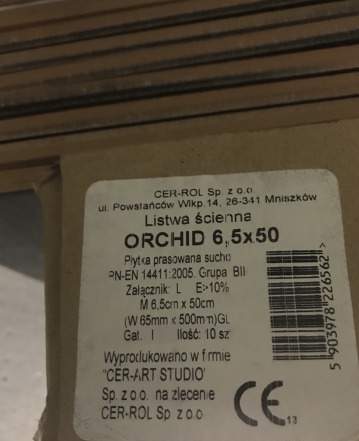 CER-ROL Sp. z o.o
ul. Powstańców Wlkp.14, 26-341 Mniszków
Listwa ścienna
ORCHID 6,5x50
Płytka prasowana sucho
PN-EN 14411:2005. Grupa BII
Załącznik: L E>10%
M 6,5cm x 50cm
(W 65mm x 500mm)GL
Gat. I Ilość: 10 sz
Wyprodukowano w firmie
"CER-ART STUDIO"
Sp. z o.o. na zlecenie
CER-ROL Sp. z o.o
CE 13
5 903978 226562 >